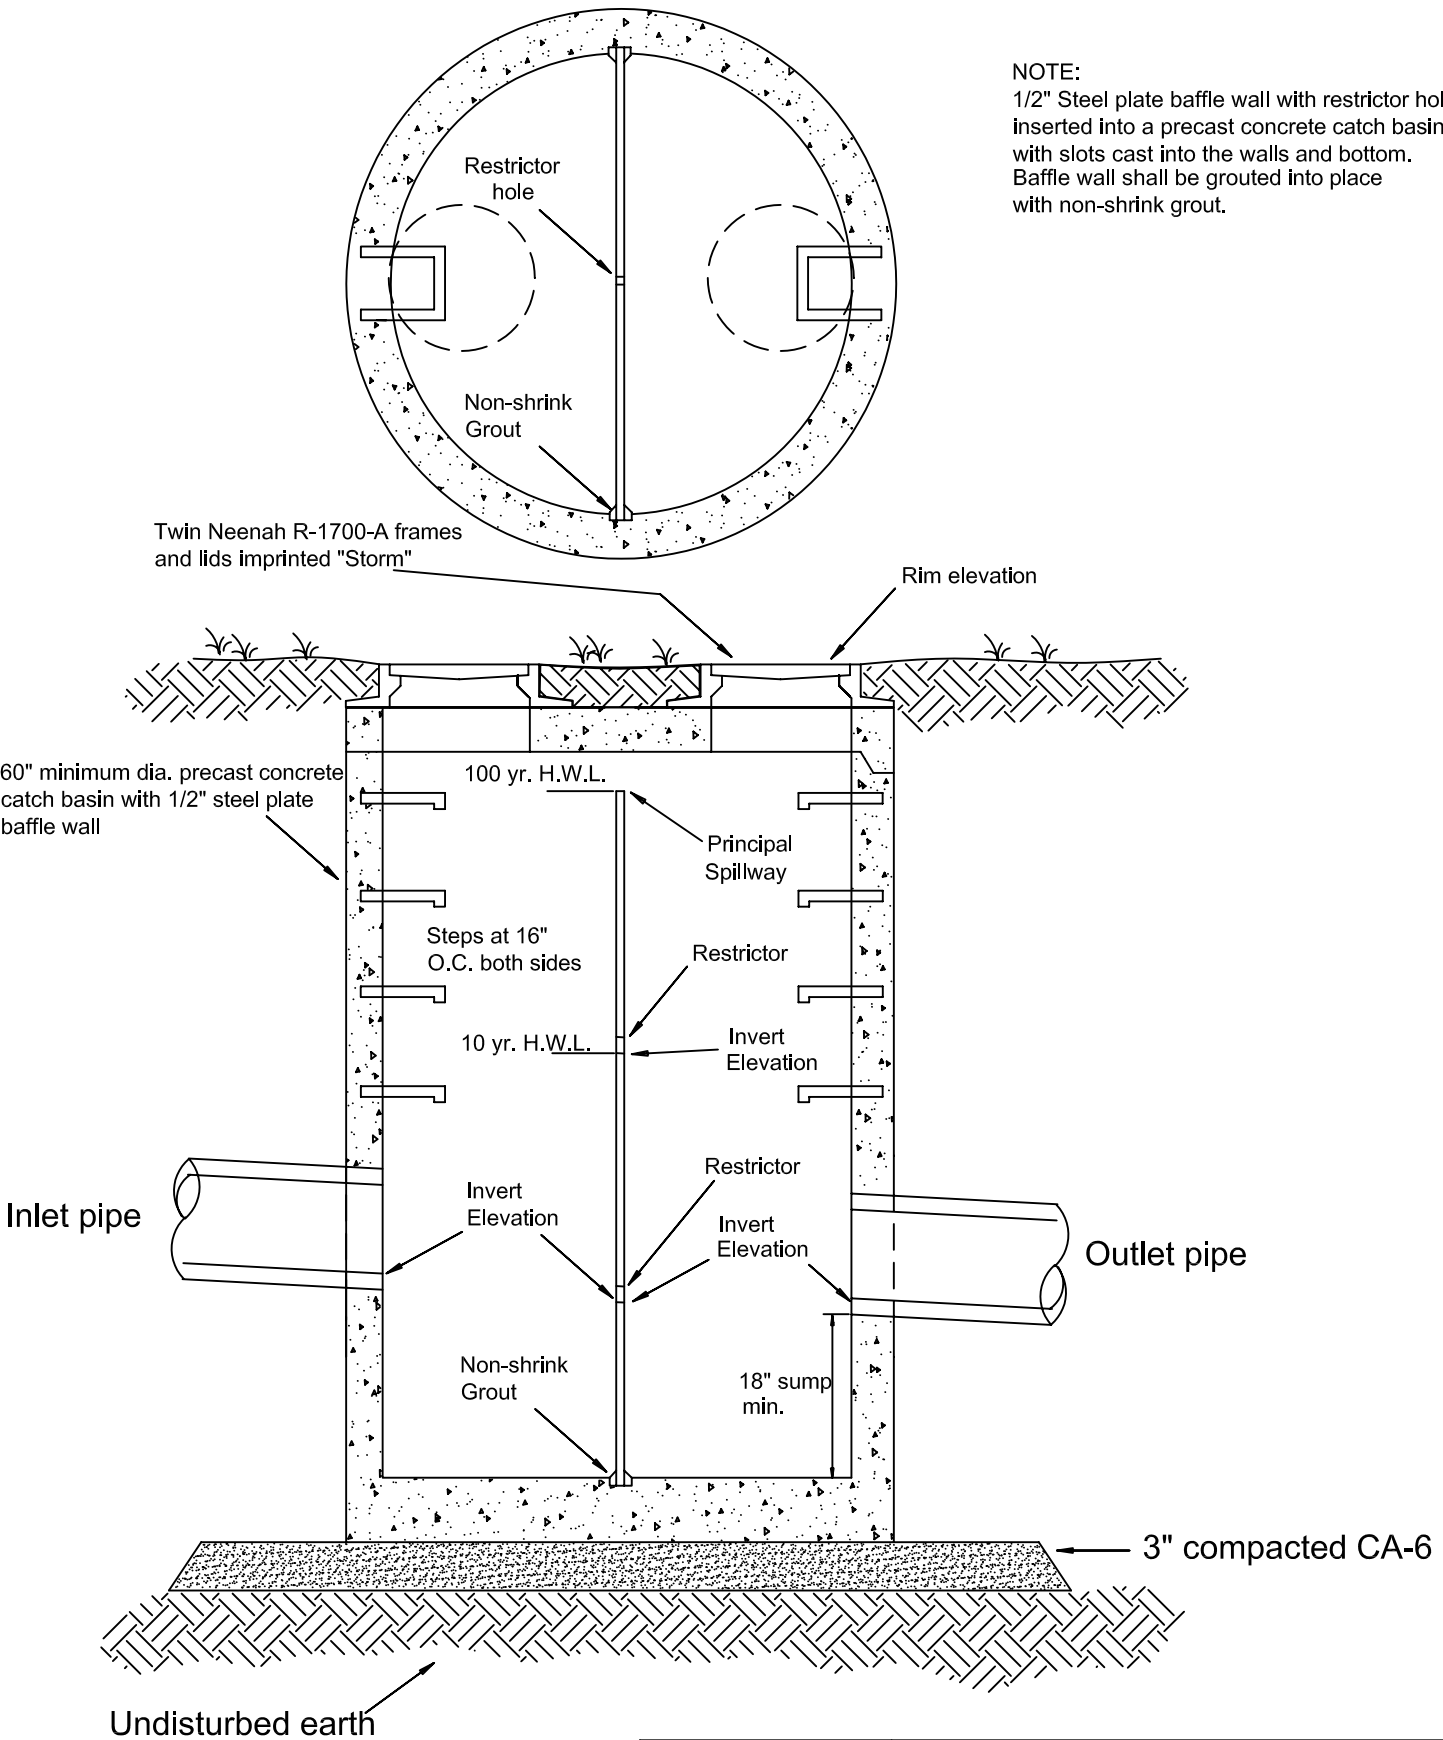 NOTE:
1/2" Steel plate baffle wall with restrictor
inserted into a precast concrete catch basin
with slots cast into the walls and bottom.
Baffle wall shall be grouted into place
with non-shrink grout.
Restrictor
hole
Non-shrink
Grout
Twin Neenah R-1700-A frames
and lids imprinted "Storm"
Rim elevation
60" minimum dia. precast concrete
catch basin with 1/2" steel plate
baffle wall
100 yr. H.W.L.
Principal
Spillway
Steps at 16"
O.C. both sides
Restrictor
10 yr. H.W.L.
Invert
Elevation
Restrictor
Inlet pipe
Invert
Elevation
Invert
Elevation
Outlet pipe
Non-shrink
Grout
18" sump
min.
3" compacted CA-6
Undisturbed earth